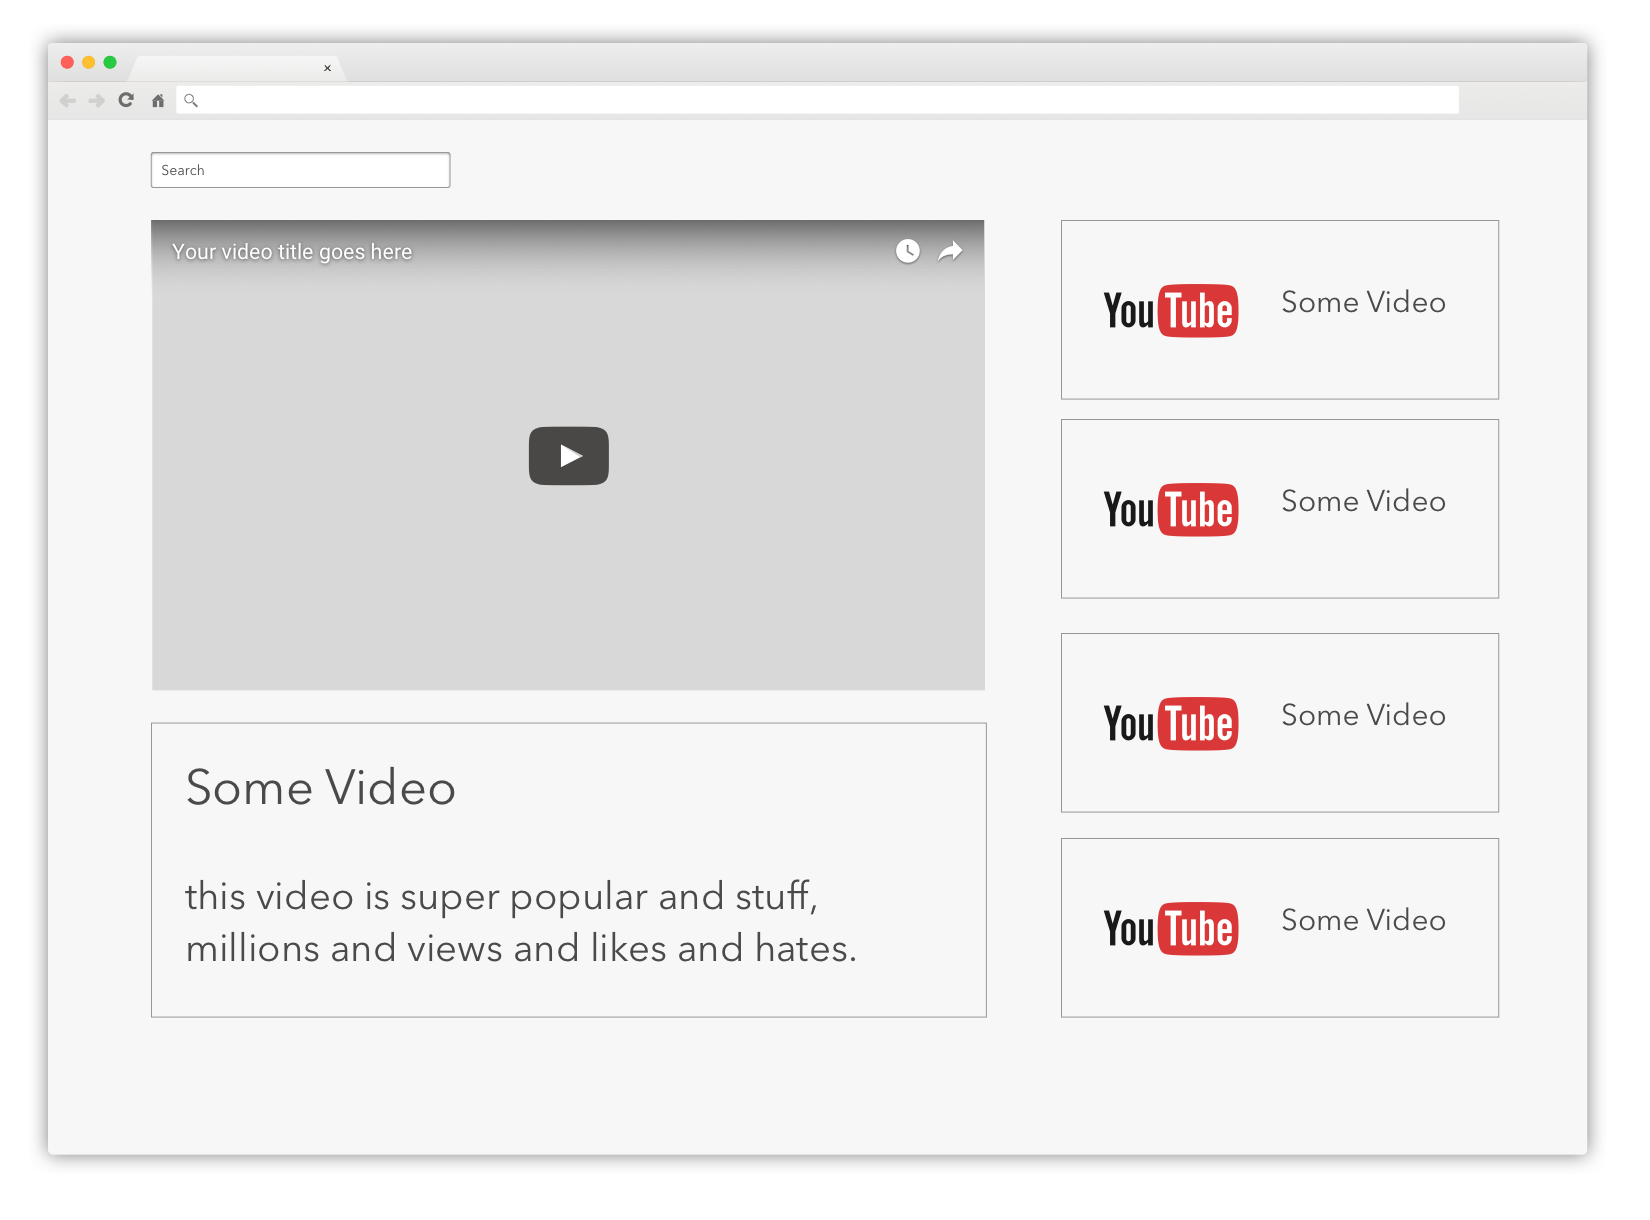 Search
Your video title goes here
Some Video
this video is super popular and stuff,
millions and views and likes and hates.
YouTube
Some Video
YouTube
Some Video
YouTube
Some Video
YouTube
Some Video